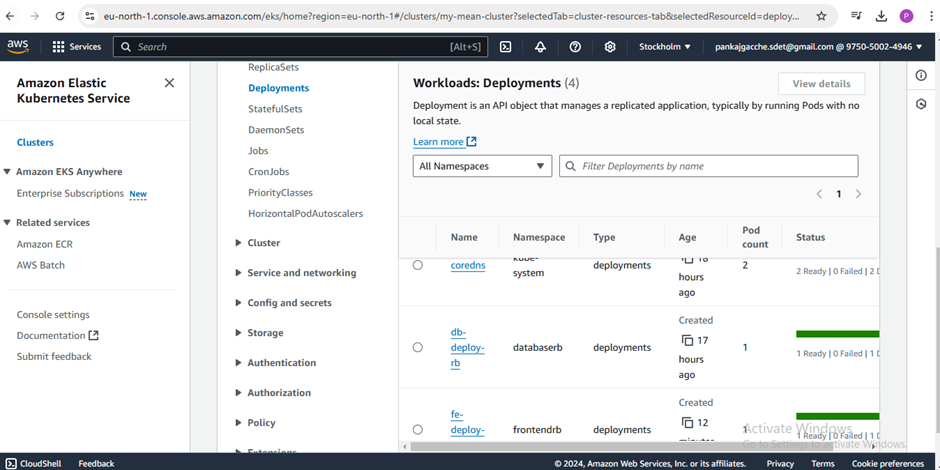 eu-north-1.console.aws.amazon.com/eks/home?region=eu-north-1#/clusters/my-mean-cluster?selectedTab=cluster-resources-tab&selectedResourceId=deploy...
P
aws
Services
Search
[Alt+S]
Stockholm
pankajgacche.sdet@gmail.com @ 9750-5002-4946
Amazon Elastic
Kubernetes Service
Clusters
Amazon EKS Anywhere
Enterprise Subscriptions New
Related services
Amazon ECR
AWS Batch
Console settings
Documentation
Submit feedback
ReplicaSets
Deployments
StatefulSets
DaemonSets
Jobs
CronJobs
PriorityClasses
HorizontalPodAutoscalers
Cluster
Service and networking
Config and secrets
Storage
Authentication
Authorization
Policy
Extensions
Workloads: Deployments (4)
View details
Deployment is an API object that manages a replicated application, typically by running Pods with no
local state.
Learn more
All Namespaces
Filter Deployments by name
1
Name
Namespace
Type
Age
Pod
count
Status
coredns
kube-
system
deployments
18
hours
ago
2
2 Ready | 0 Failed | 2 D
db-
deploy-
rb
databaserb
deployments
Created
17
hours
ago
1
1 Ready | 0 Failed | 1 D
fe-
deploy-
frontendrb
deployments
Created
12
minutes
1
1 Ready | 0 Failed | 1 D
Activate Windows
Go to Settings to activate Windows.
CloudShell
Feedback
© 2024, Amazon Web Services, Inc. or its affiliates.
Privacy
Terms
Cookie preferences